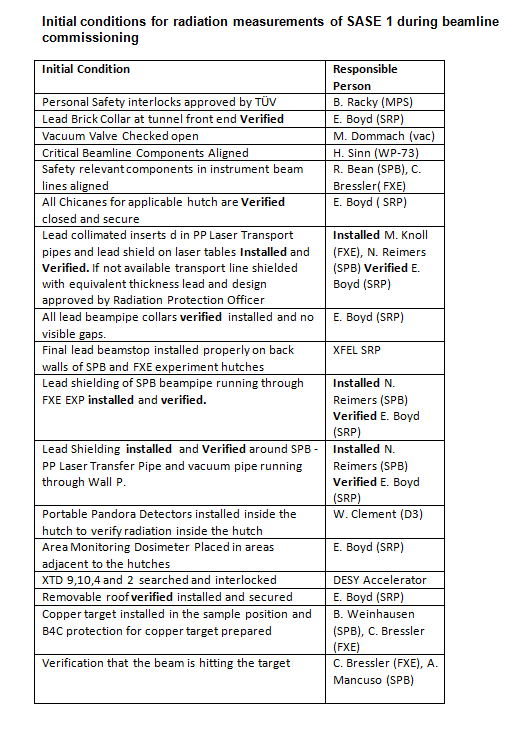 Initial conditions for radiation measurements of SASE 1 during beamline
commissioning
Initial Condition
Responsible
Person
Personal Safety interlocks approved by TÜV
B. Racky (MPS)
Lead Brick Collar at tunnel front end Verified
E. Boyd (SRP)
Vacuum Valve Checked open
M. Dommach (vac)
Critical Beamline Components Aligned
H. Sinn (WP-73)
Safety relevant components in instrument beam
lines aligned
R. Bean (SPB), C.
Bressler( FXE)
All Chicanes for applicable hutch are Verified
closed and secure
E. Boyd ( SRP)
Lead collimated inserts d in PP Laser Transport
pipes and lead shield on laser tables Installed and
Verified. If not available transport line shielded
with equivalent thickness lead and design
approved by Radiation Protection Officer
Installed M. Knoll
(FXE), N. Reimers
(SPB) Verified E.
Boyd (SRP)
All lead beampipe collars verified installed and no
visible gaps.
E. Boyd (SRP)
Final lead beamstop installed properly on back
walls of SPB and FXE experiment hutches
XFEL SRP
Lead shielding of SPB beampipe running through
FXE EXP installed and verified.
Installed N.
Reimers (SPB)
Verified E. Boyd
(SRP)
Lead Shielding installed and Verified around SPB -
PP Laser Transfer Pipe and vacuum pipe running
through Wall P.
Installed N.
Reimers (SPB)
Verified E. Boyd
(SRP)
Portable Pandora Detectors installed inside the
hutch to verify radiation inside the hutch
W. Clement (D3)
Area Monitoring Dosimeter Placed in areas
adjacent to the hutches
E. Boyd (SRP)
XTD 9,10,4 and 2 searched and interlocked
DESY Accelerator
Removable roof verified installed and secured
E. Boyd (SRP)
Copper target installed in the sample position and
B4C protection for copper target prepared
B. Weinhausen
(SPB), C. Bressler
(FXE)
Verification that the beam is hitting the target
C. Bressler (FXE), A.
Mancuso (SPB)